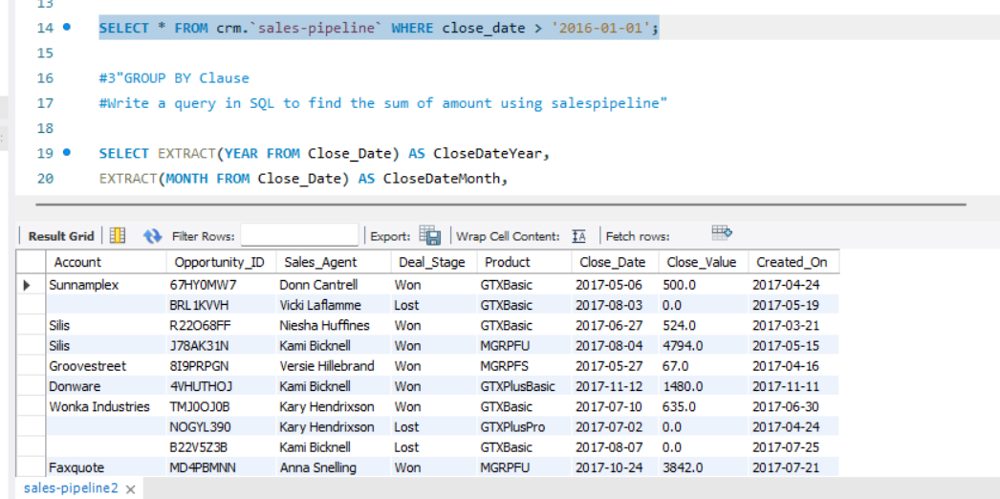 13
14 SELECT * FROM crm.`sales-pipeline` WHERE close_date > '2016-01-01';
15
16 #3"GROUP BY Clause
17 #Write a query in SQL to find the sum of amount using salespipeline"
18
19 SELECT EXTRACT(YEAR FROM Close_Date) AS CloseDateYear,
20 EXTRACT(MONTH FROM Close_Date) AS CloseDateMonth,
Result Grid Filter Rows: Export: Wrap Cell Content: Fetch rows:
Account Opportunity_ID Sales_Agent Deal_Stage Product Close_Date Close_Value Created_On
Sunnamplex 67HY0MW7 Donn Cantrell Won GTXBasic 2017-05-06 500.0 2017-04-24
BRL1KVVH Vicki Laflamme Lost GTXBasic 2017-08-03 0.0 2017-05-19
Silis R22O68FF Niesha Huffines Won GTXBasic 2017-06-27 524.0 2017-03-21
Silis J78AK31N Kami Bicknell Won MGRPFU 2017-08-04 4794.0 2017-05-15
Groovestreet 8I9PRPGN Versie Hillebrand Won MGRPFS 2017-05-27 67.0 2017-04-16
Donware 4VHUTHOJ Kami Bicknell Won GTXPlusBasic 2017-11-12 1480.0 2017-11-11
Wonka Industries TMJ0OJ0B Kary Hendrixson Won GTXBasic 2017-07-10 635.0 2017-06-30
NOGYL390 Kary Hendrixson Lost GTXPlusPro 2017-07-02 0.0 2017-04-24
B22V5Z3B Kami Bicknell Lost GTXBasic 2017-08-07 0.0 2017-07-25
Faxquote MD4PBMNN Anna Snelling Won MGRPFU 2017-10-24 3842.0 2017-07-21
sales-pipeline2